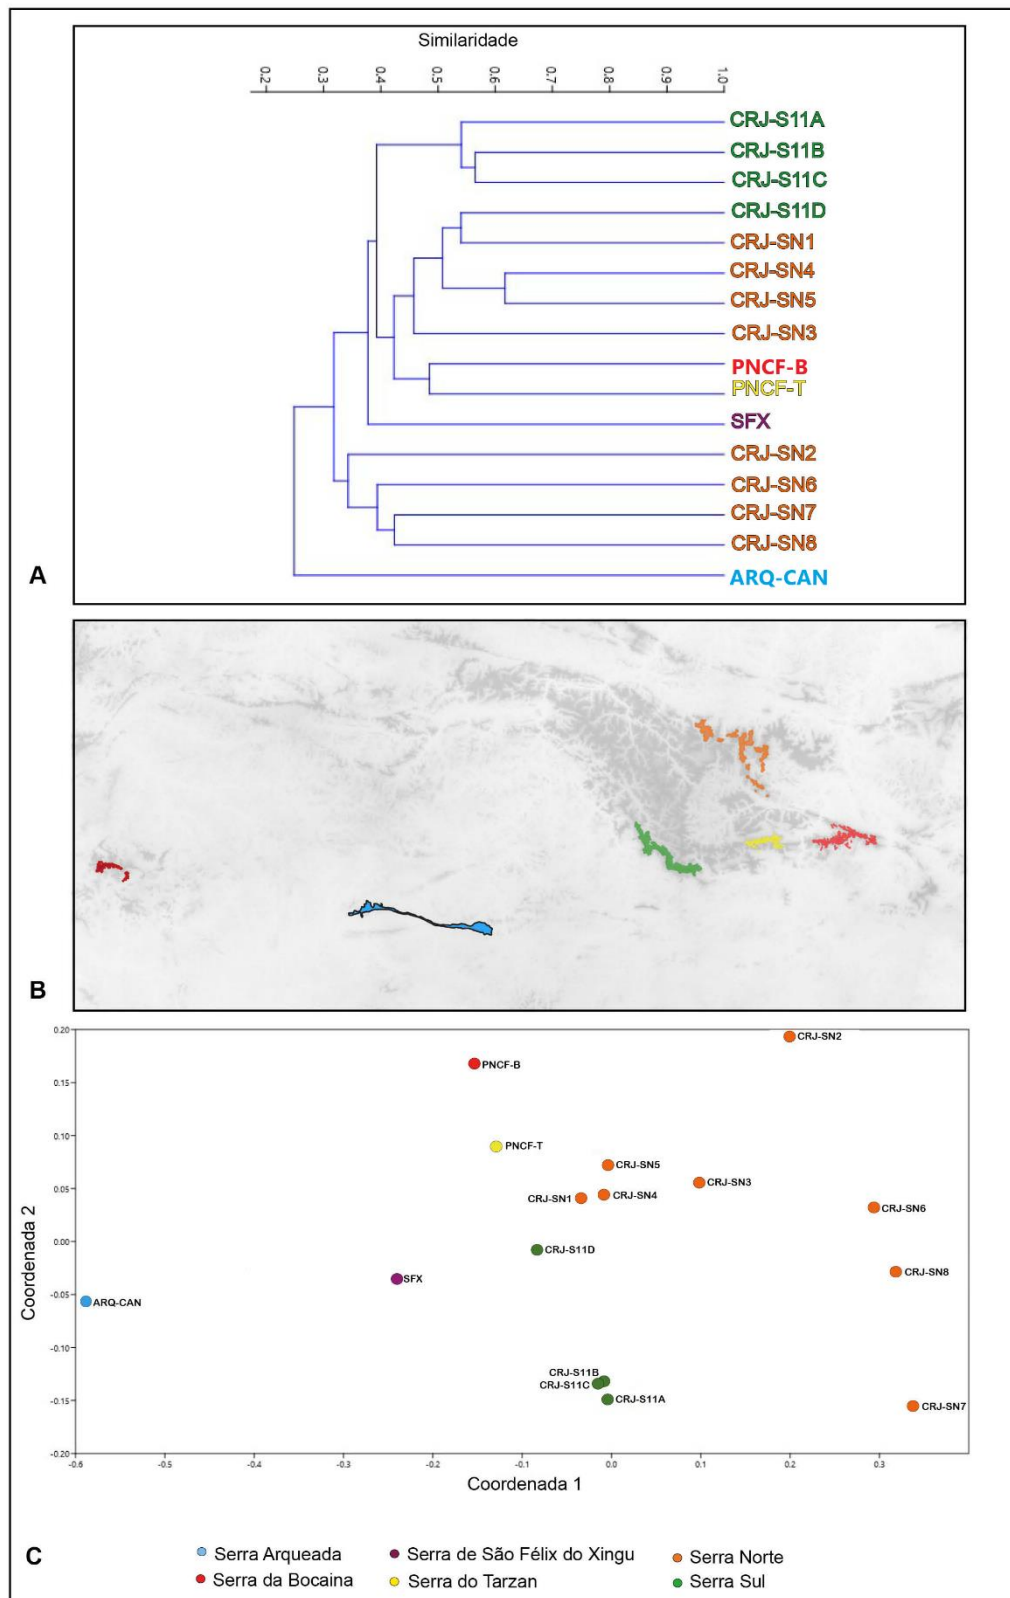 Similaridade
0.2 0.3 0.4 0.5 0.6 0.7 0.8 0.9 1.0
CRJ-S11A
CRJ-S11B
CRJ-S11C
CRJ-S11D
CRJ-SN1
CRJ-SN4
CRJ-SN5
CRJ-SN3
PNCF-B
PNCF-T
SFX
CRJ-SN2
CRJ-SN6
CRJ-SN7
CRJ-SN8
ARQ-CAN
A
B
0.20
0.15
0.10
0.05
0.00
-0.05
-0.10
-0.15
-0.20
Coordenada 2
CRJ-SN2
PNCF-B
PNCF-T
CRJ-SN5
CRJ-SN3
CRJ-SN1
CRJ-SN4
CRJ-SN6
CRJ-S11D
CRJ-SN8
SFX
ARQ-CAN
CRJ-S11B
CRJ-S11C
CRJ-S11A
CRJ-SN7
-0.6 -0.5 -0.4 -0.3 -0.2 -0.1 0.0 0.1 0.2 0.3
Coordenada 1
C
Serra Arqueada
Serra de São Félix do Xingu
Serra Norte
Serra da Bocaina
Serra do Tarzan
Serra Sul